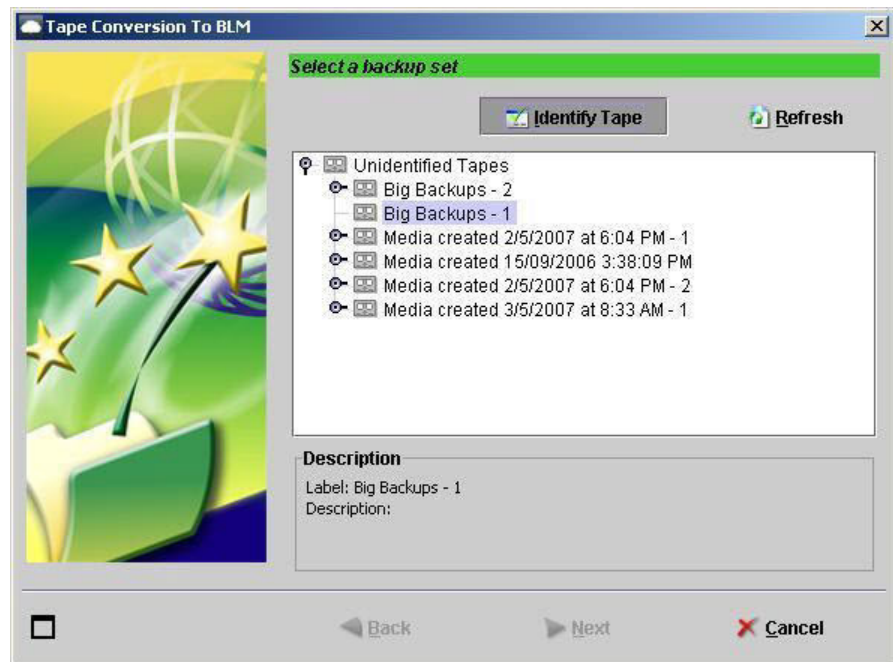 Tape Conversion To BLM
Select a backup set
Identify Tape
Refresh
Unidentified Tapes
Big Backups - 2
Big Backups - 1
Media created 2/5/2007 at 6:04 PM - 1
Media created 15/09/2006 3:38:09 PM
Media created 2/5/2007 at 6:04 PM - 2
Media created 3/5/2007 at 8:33 AM - 1
Description
Label: Big Backups - 1
Description:
Back
Next
Cancel